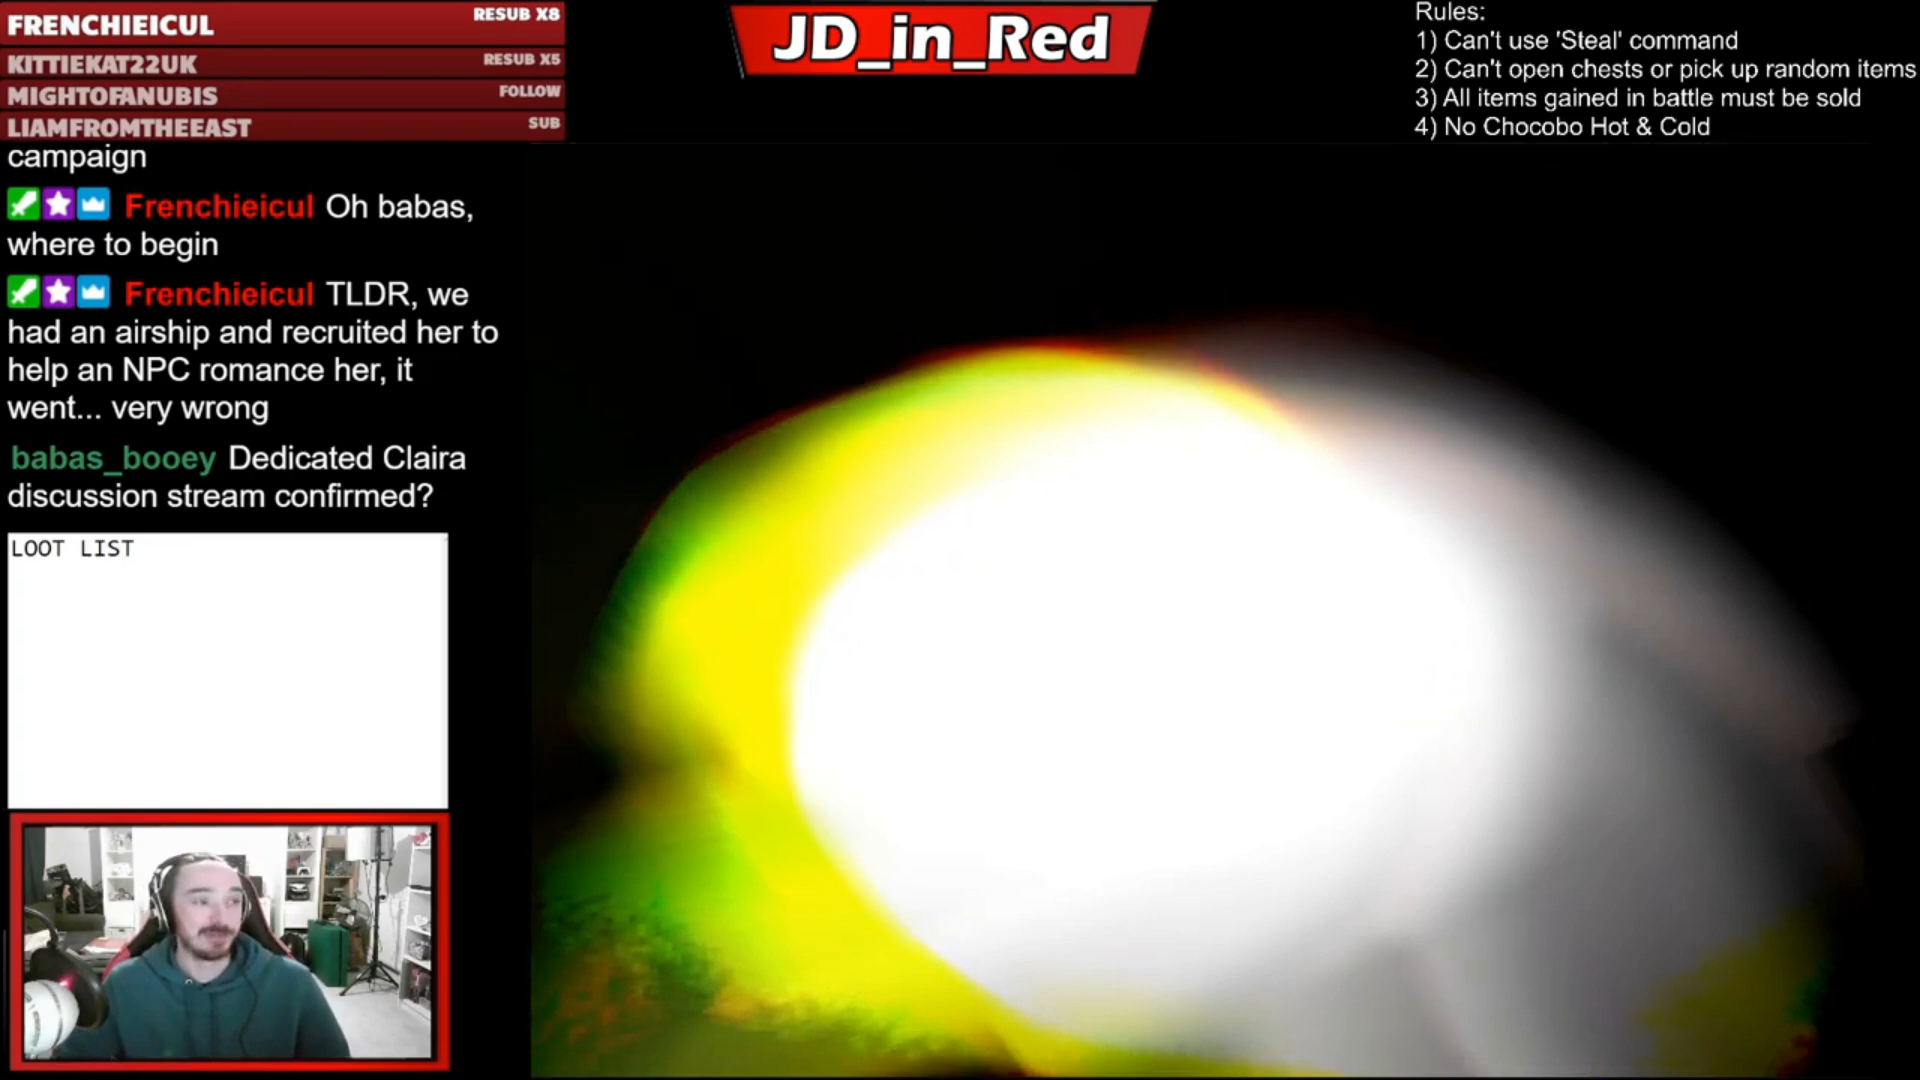 FRENCHIEICUL RESUB X8
KITTIEKAT22UK RESUB X5
MIGHTOFANUBIS FOLLOW
LIAMFROMTHEEAST SUB
campaign
Frenchieicul Oh babas,
where to begin
Frenchieicul TLDR, we
had an airship and recruited her to
help an NPC romance her, it
went... very wrong
babas_booey Dedicated Claira
discussion stream confirmed?
LOOT LIST
JD_in_Red
Rules:
1) Can't use 'Steal' command
2) Can't open chests or pick up random items
3) All items gained in battle must be sold
4) No Chocobo Hot & Cold